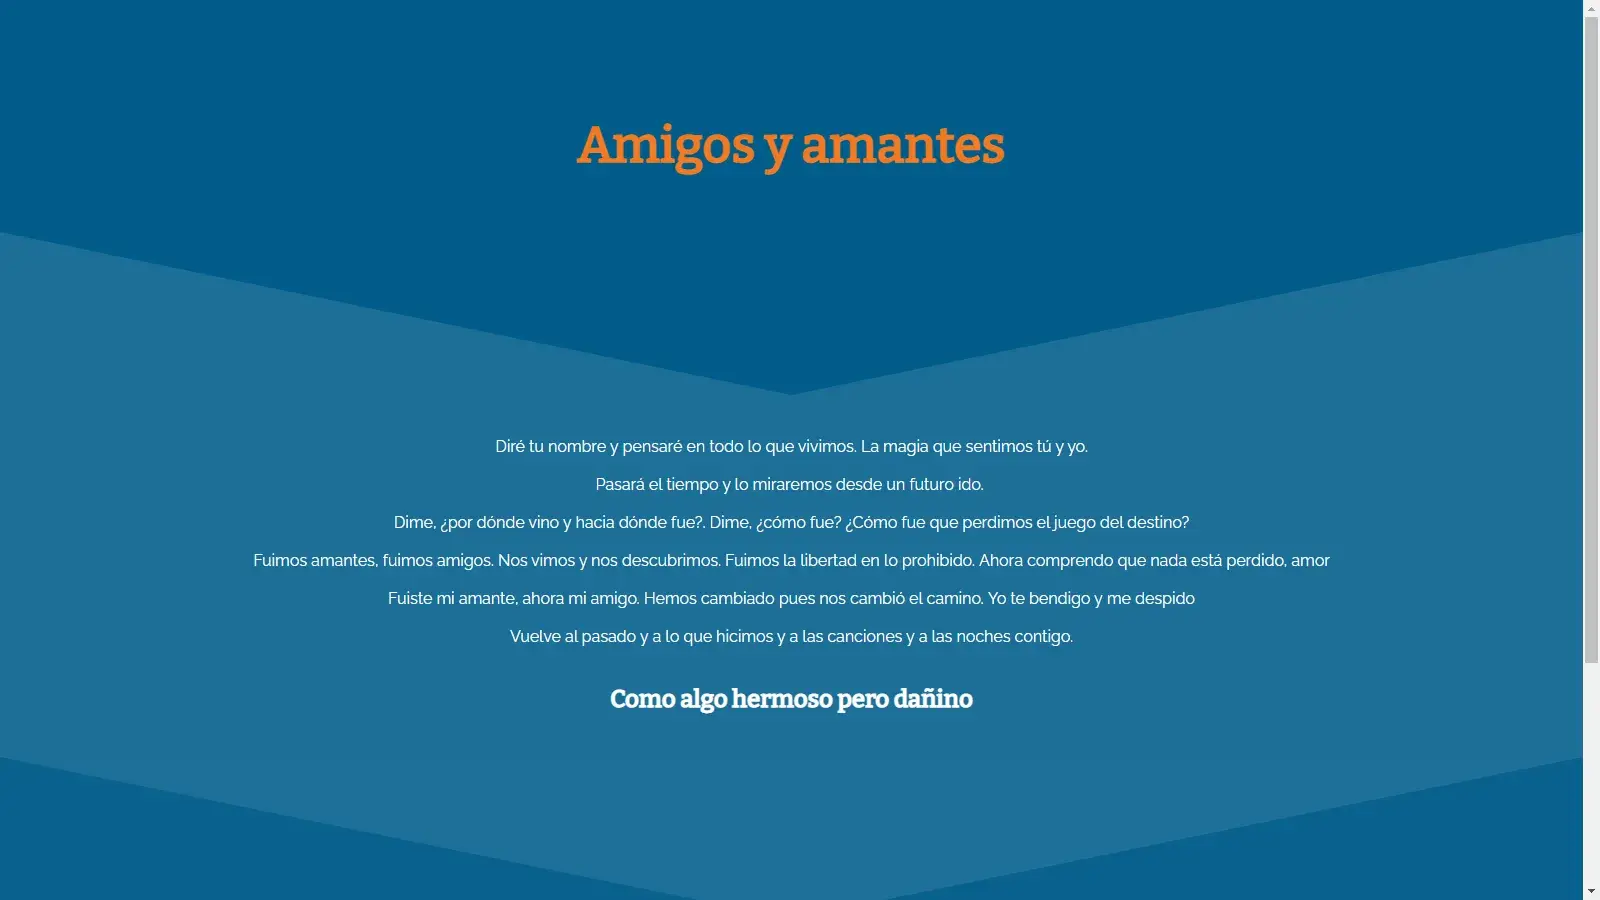 Amigos y amantes
Diré tu nombre y pensaré en todo lo que vivimos. La magia que sentimos tú y yo.
Pasará el tiempo y lo miraremos desde un futuro ido.
Dime, ¿por dónde vino y hacia dónde fue?. Dime, ¿cómo fue? ¿Cómo fue que perdimos el juego del destino?
Fuimos amantes, fuimos amigos. Nos vimos y nos descubrimos. Fuimos la libertad en lo prohibido. Ahora comprendo que nada está perdido, amor
Fuiste mi amante, ahora mi amigo. Hemos cambiado pues nos cambió el camino. Yo te bendigo y me despido
Vuelve al pasado y a lo que hicimos y a las canciones y a las noches contigo.
Como algo hermoso pero dañino